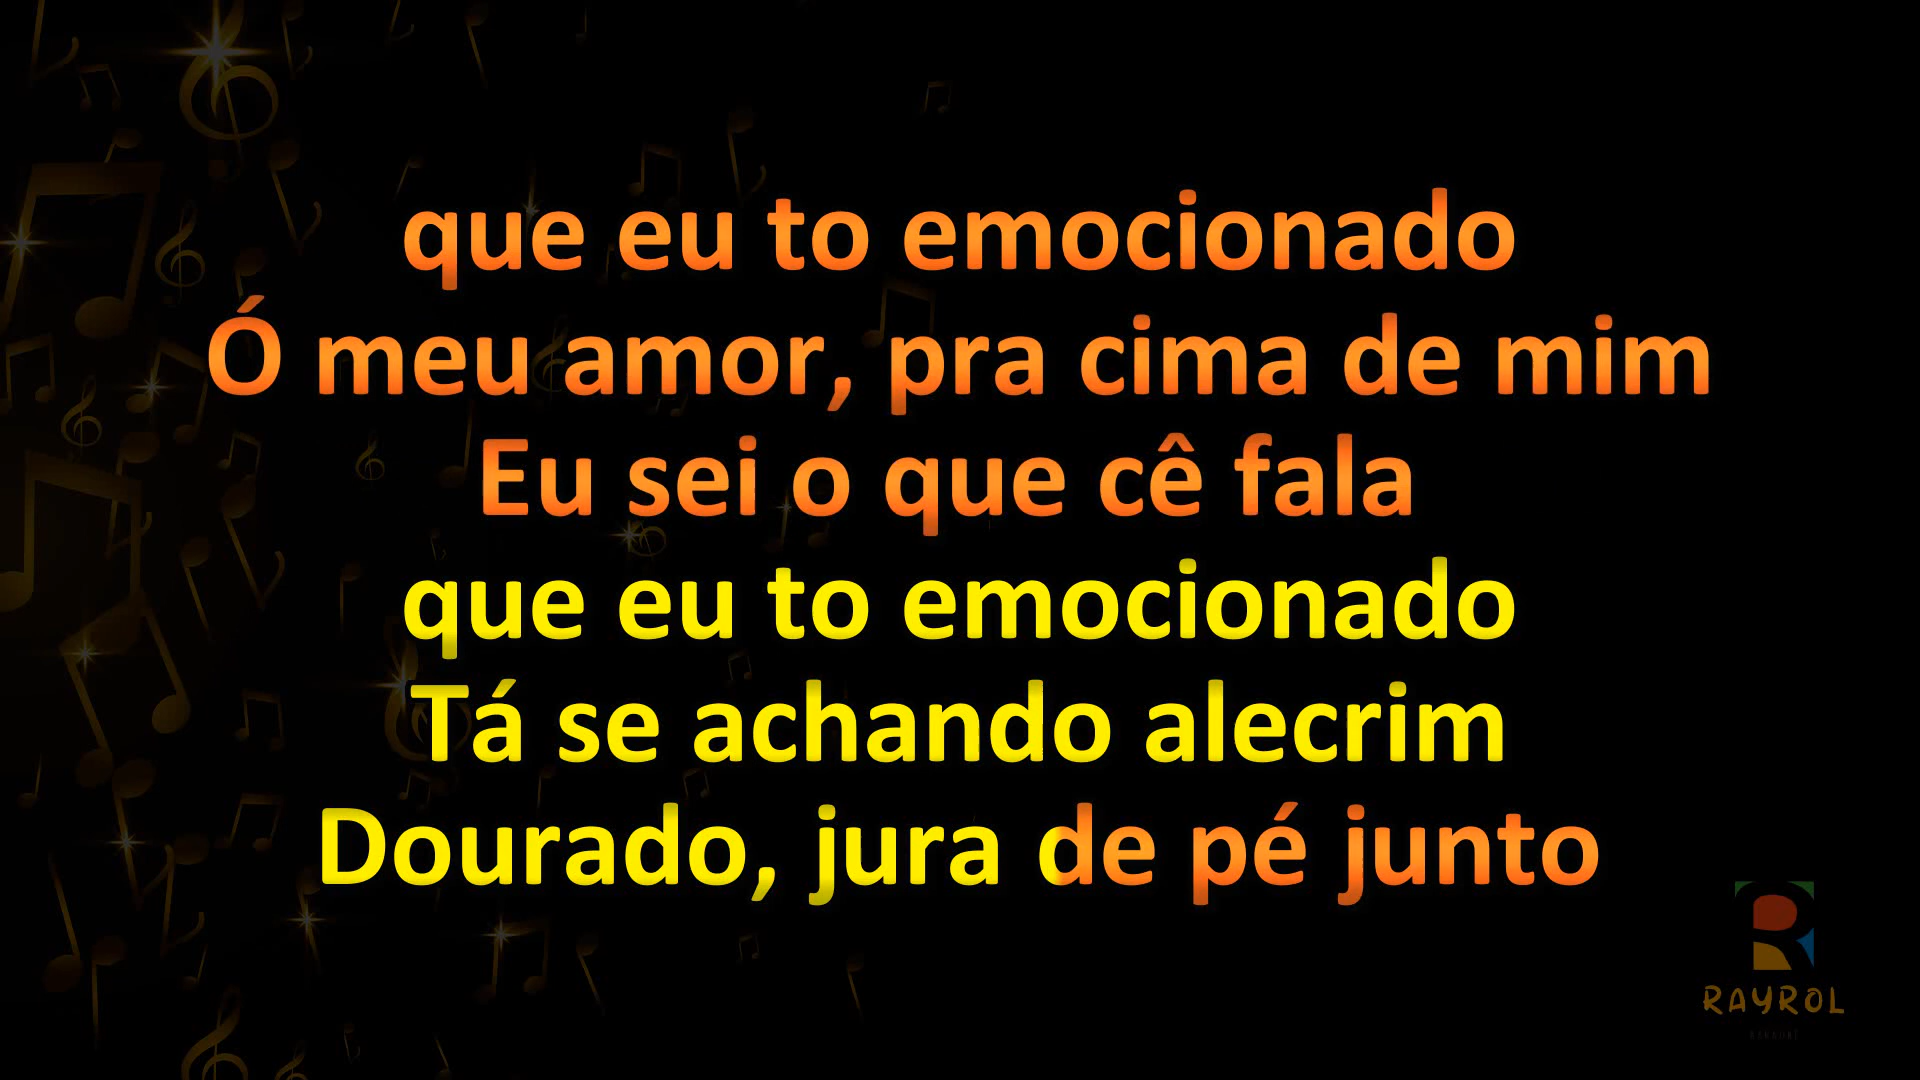 que eu to emocionado
Ó meu amor, pra cima de mim
Eu sei o que cê fala
que eu to emocionado
Tá se achando alecrim
Dourado, jura de pé junto
RAYROL
KARAOKÊ